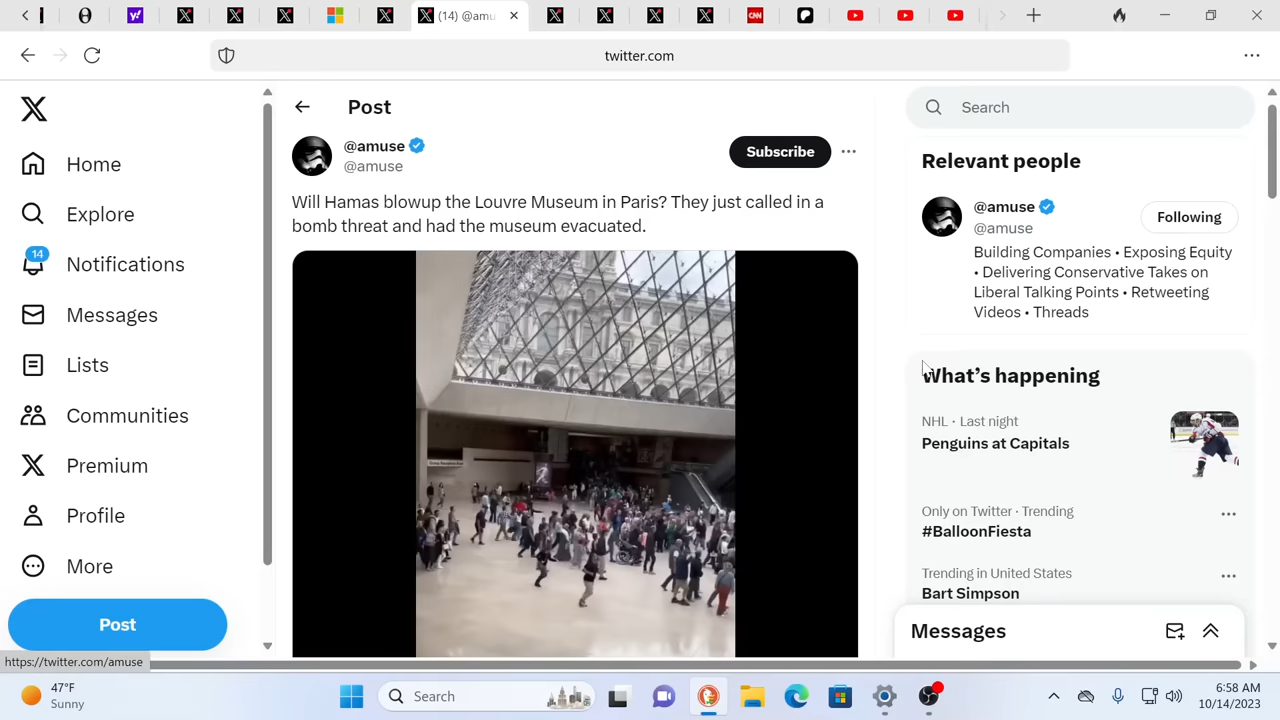 (14) @amu
CNN
twitter.com
Home
Explore
14
Notifications
Messages
Lists
Communities
Premium
Profile
More
Post
https://twitter.com/amuse
Post
@amuse
@amuse
Subscribe
Will Hamas blowup the Louvre Museum in Paris? They just called in a
bomb threat and had the museum evacuated.
Search
Relevant people
@amuse
@amuse
Following
Building Companies • Exposing Equity
• Delivering Conservative Takes on
Liberal Talking Points • Retweeting
Videos • Threads
What's happening
NHL · Last night
Penguins at Capitals
Only on Twitter · Trending
#BalloonFiesta
Trending in United States
Bart Simpson
Messages
47°F
Sunny
Search
6:58 AM
10/14/2023